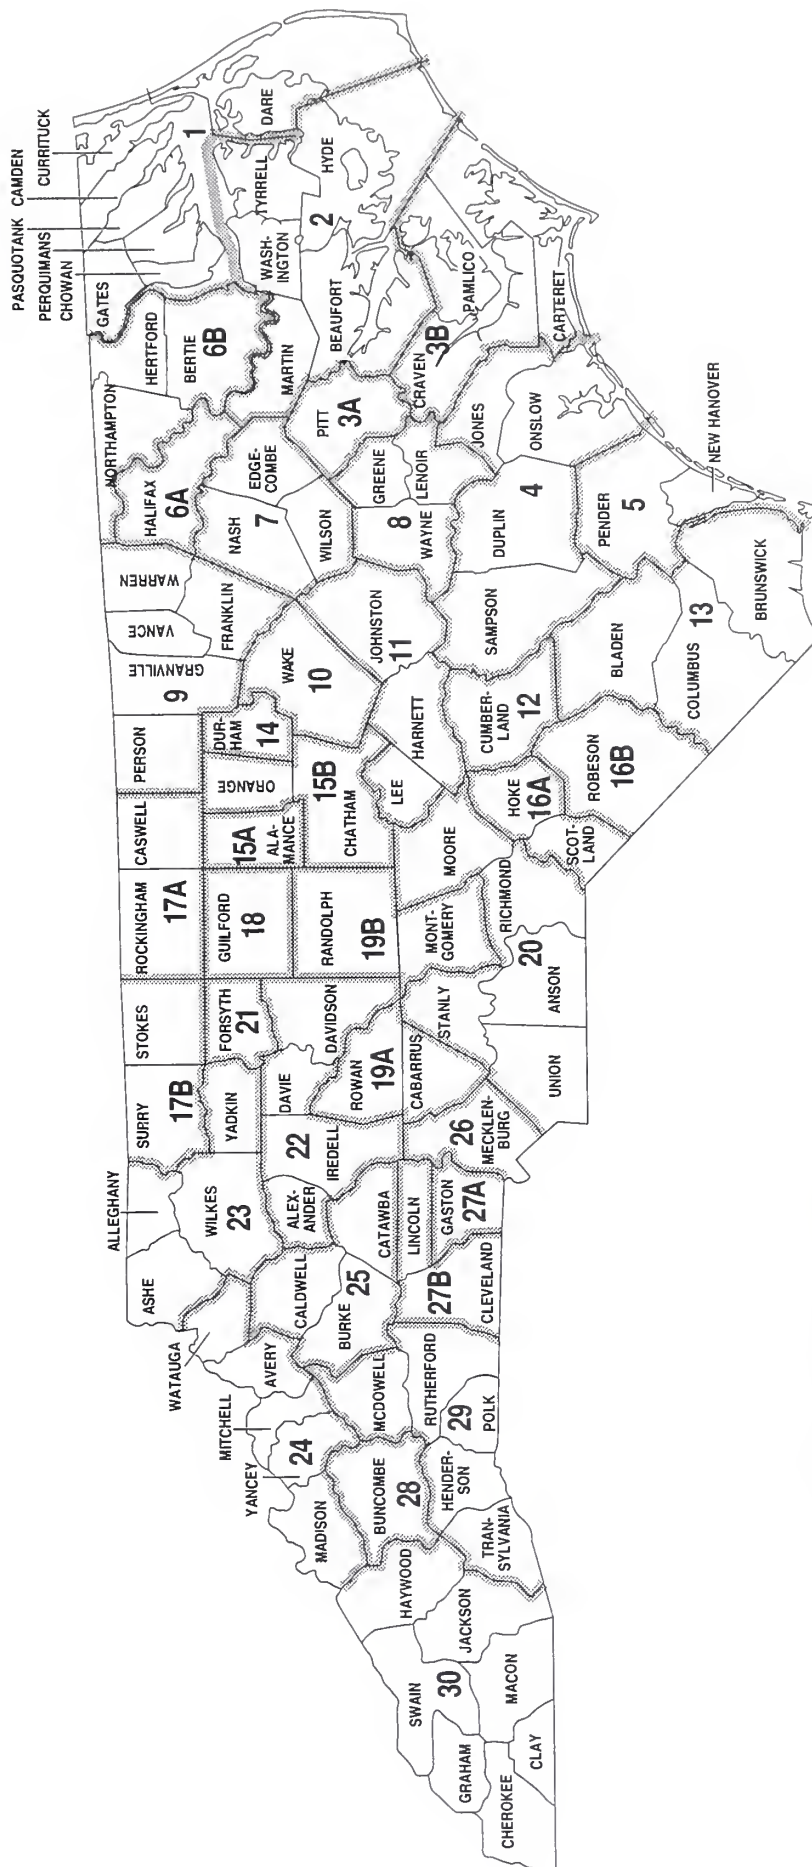 CHEROKEE
GRAHAM
CLAY
SWAIN
30
MACON
JACKSON
HAYWOOD
TRAN-
SYLVANIA
MADISON
BUNCOMBE
28
HENDER-
SON
YANCEY
MITCHELL
24
AVERY
MCDOWELL
RUTHERFORD
29
POLK
WATAUGA
ASHE
ALLEGHANY
WILKES
23
CALDWELL
BURKE
25
ALEX-
ANDER
CATAWBA
LINCOLN
GASTON
27A
27B
CLEVELAND
SURRY
17B
STOKES
YADKIN
FORSYTH
21
DAVIE
22
IREDELL
DAVIDSON
ROWAN
19A
CABARRUS
26
MECKLEN-
BURG
STANLY
UNION
ANSON
20
RICHMOND
MONT-
GOMERY
MOORE
ROCKINGHAM
17A
CASWELL
GUILFORD
18
RANDOLPH
19B
15A
ALA-
MANCE
ORANGE
15B
CHATHAM
PERSON
DUR-
HAM
14
GRANVILLE
9
VANCE
WARREN
FRANKLIN
WAKE
10
LEE
HARNETT
JOHNSTON
11
HOKE
16A
SCOT-
LAND
ROBESON
16B
CUMBER-
LAND
12
SAMPSON
BLADEN
COLUMBUS
13
BRUNSWICK
NEW HANOVER
PENDER
5
DUPLIN
4
ONSLOW
JONES
NORTHAMPTON
HALIFAX
6A
NASH
7
EDGE-
COMBE
WILSON
WAYNE
8
GREENE
LENOIR
PITT
3A
CRAVEN
3B
PAMLICO
CARTERET
HERTFORD
BERTIE
6B
MARTIN
BEAUFORT
WASH-
INGTON
TYRRELL
2
HYDE
DARE
1
GATES
CHOWAN
PERQUIMANS
PASQUOTANK
CAMDEN
CURRITUCK